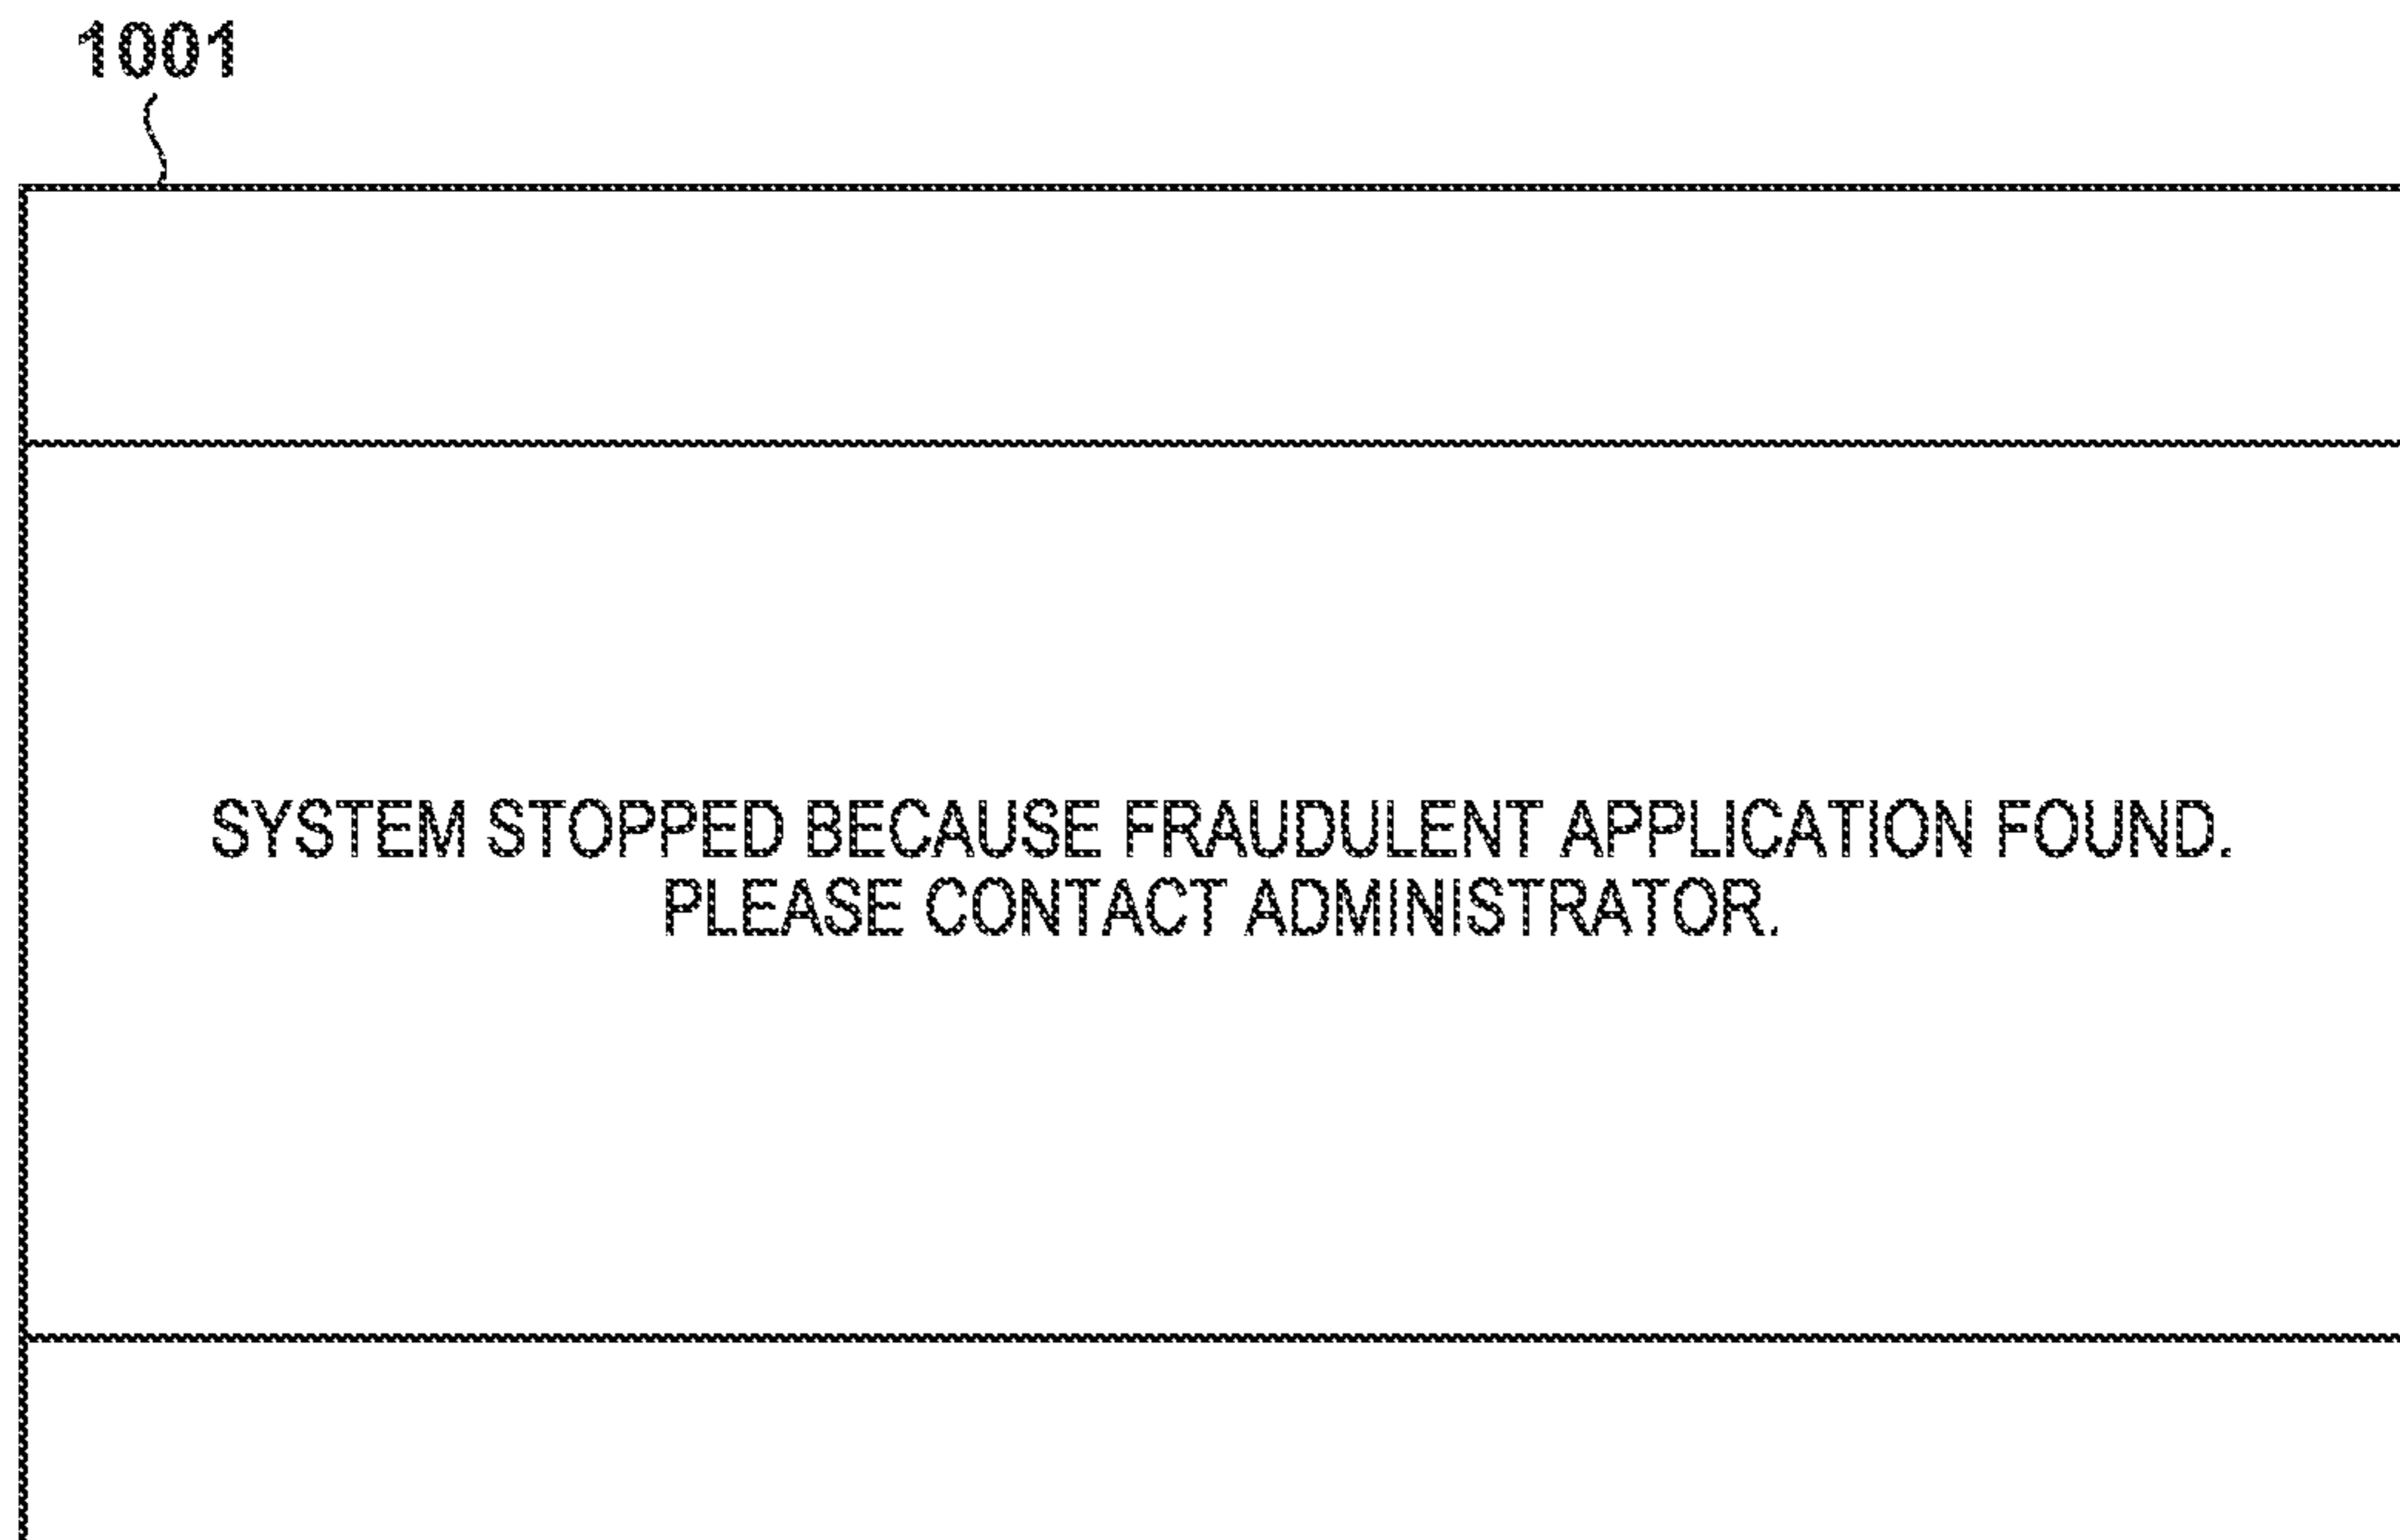 1001
SYSTEM STOPPED BECAUSE FRAUDULENT APPLICATION FOUND.
PLEASE CONTACT ADMINISTRATOR.